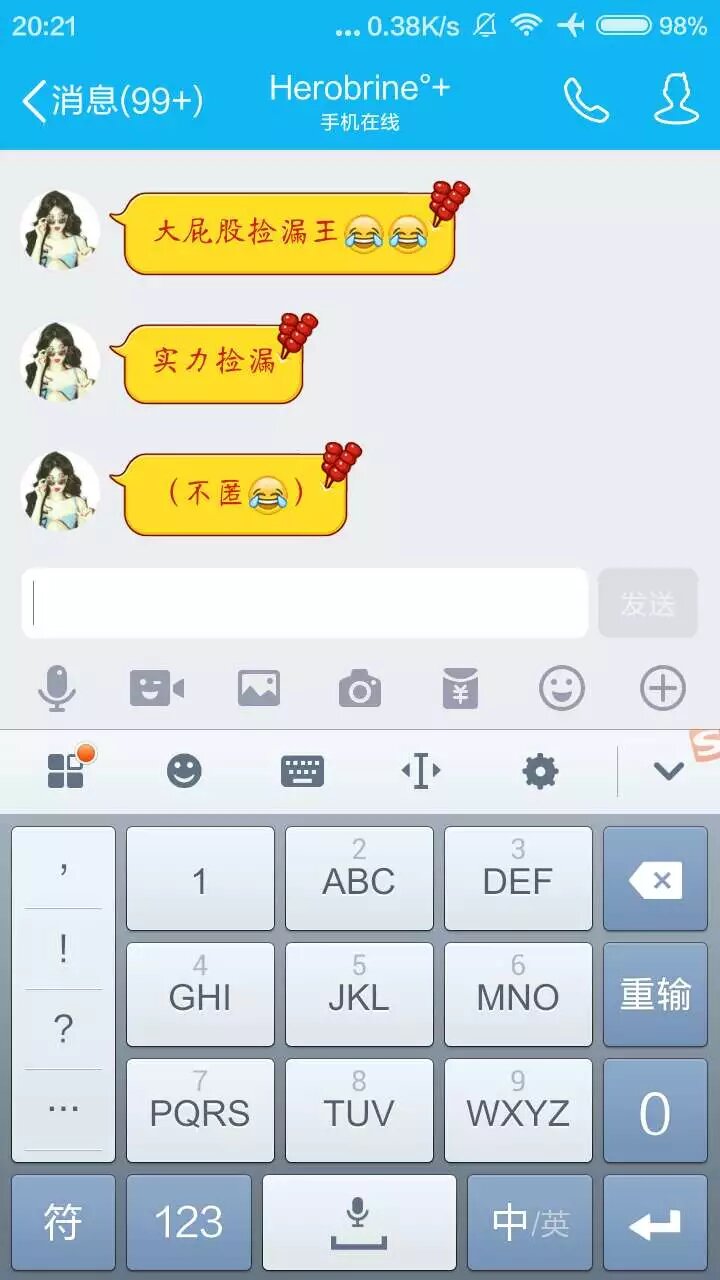 20:21 ... 0.38K/s 98%
消息(99+)
Herobrine°+
手机在线
大屁股捡漏王😂😂
实力捡漏
（不匿😂）
发送
¥
S
,
!
?
...
1
2
ABC
3
DEF
4
GHI
5
JKL
6
MNO
重输
7
PQRS
8
TUV
9
WXYZ
0
符
123
中/英